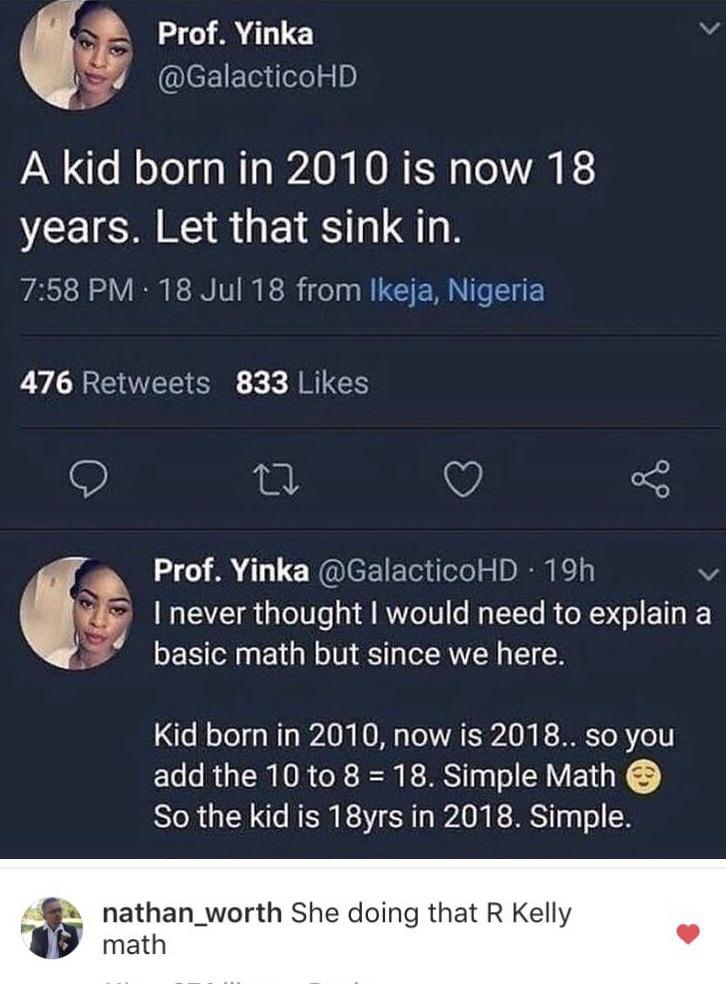 Prof. Yinka
@GalacticoHD
A kid born in 2010 is now 18
years. Let that sink in.
7:58 PM · 18 Jul 18 from Ikeja, Nigeria
476 Retweets 833 Likes
Prof. Yinka @GalacticoHD · 19h
I never thought I would need to explain a
basic math but since we here.
Kid born in 2010, now is 2018.. so you
add the 10 to 8 = 18. Simple Math 😌
So the kid is 18yrs in 2018. Simple.
nathan_worth She doing that R Kelly
math